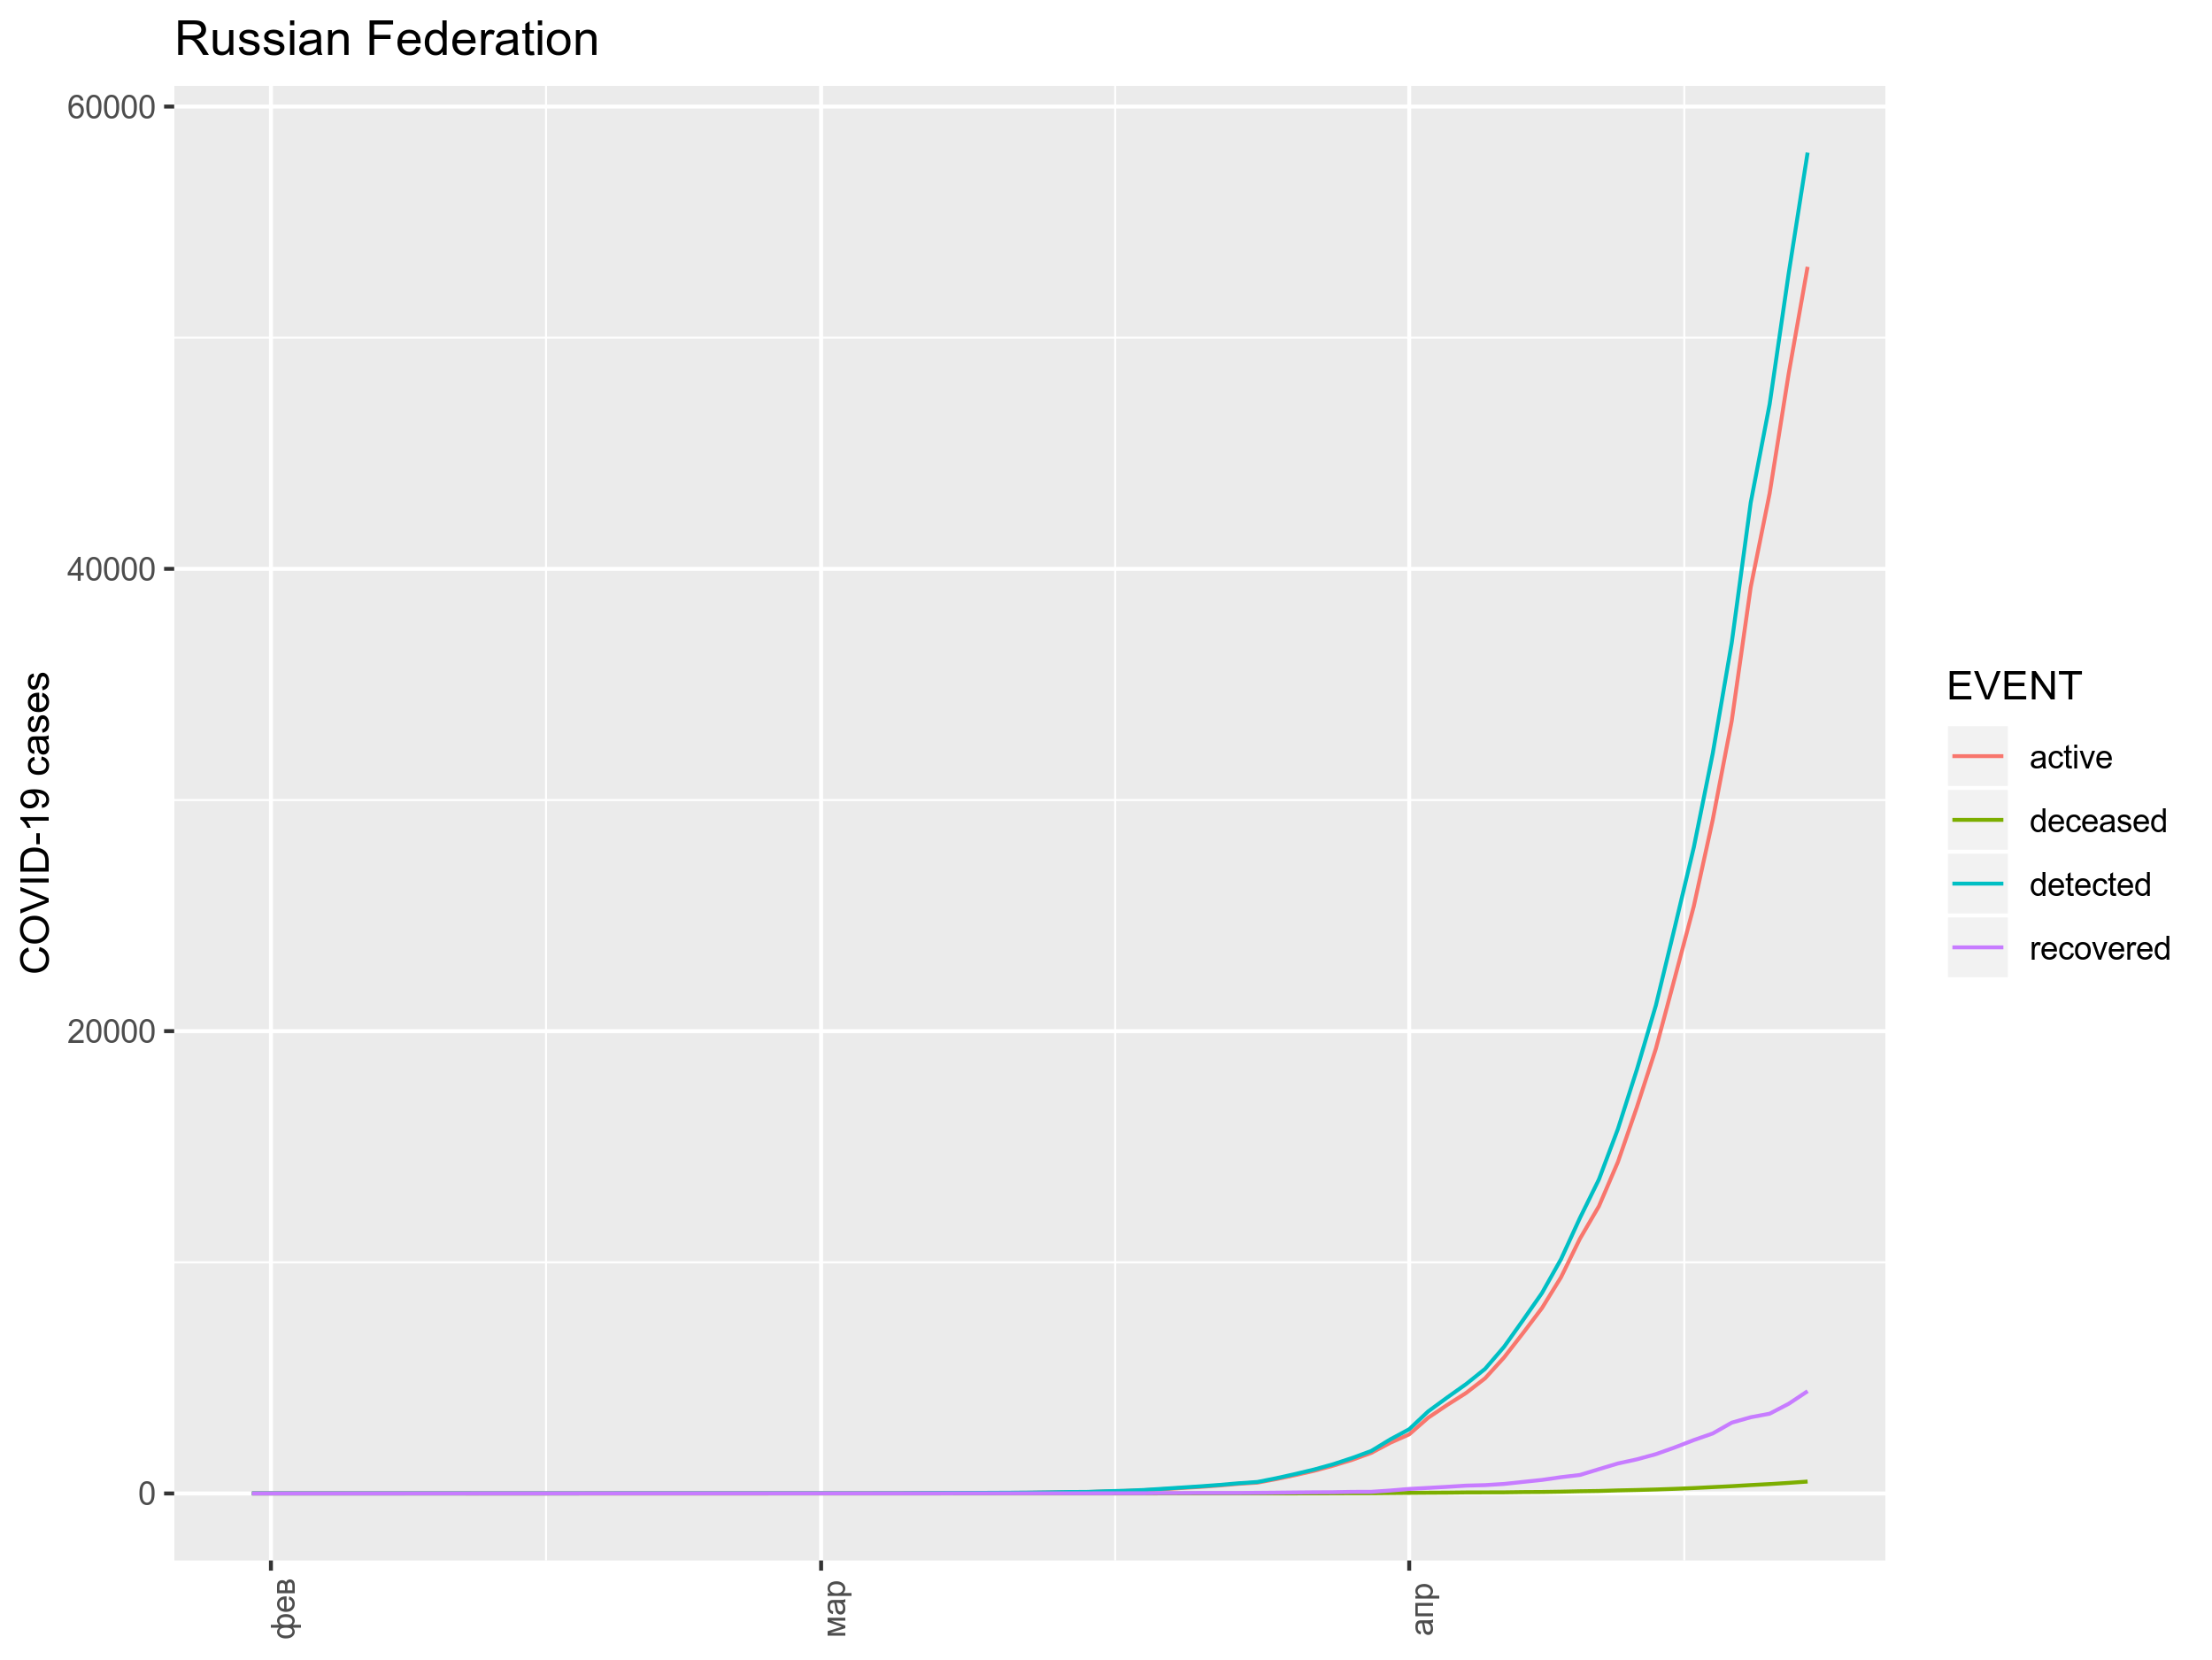 Russian Federation
60000
40000
20000
0
COVID-19 cases
фев
мар
апр
EVENT
active
deceased
detected
recovered